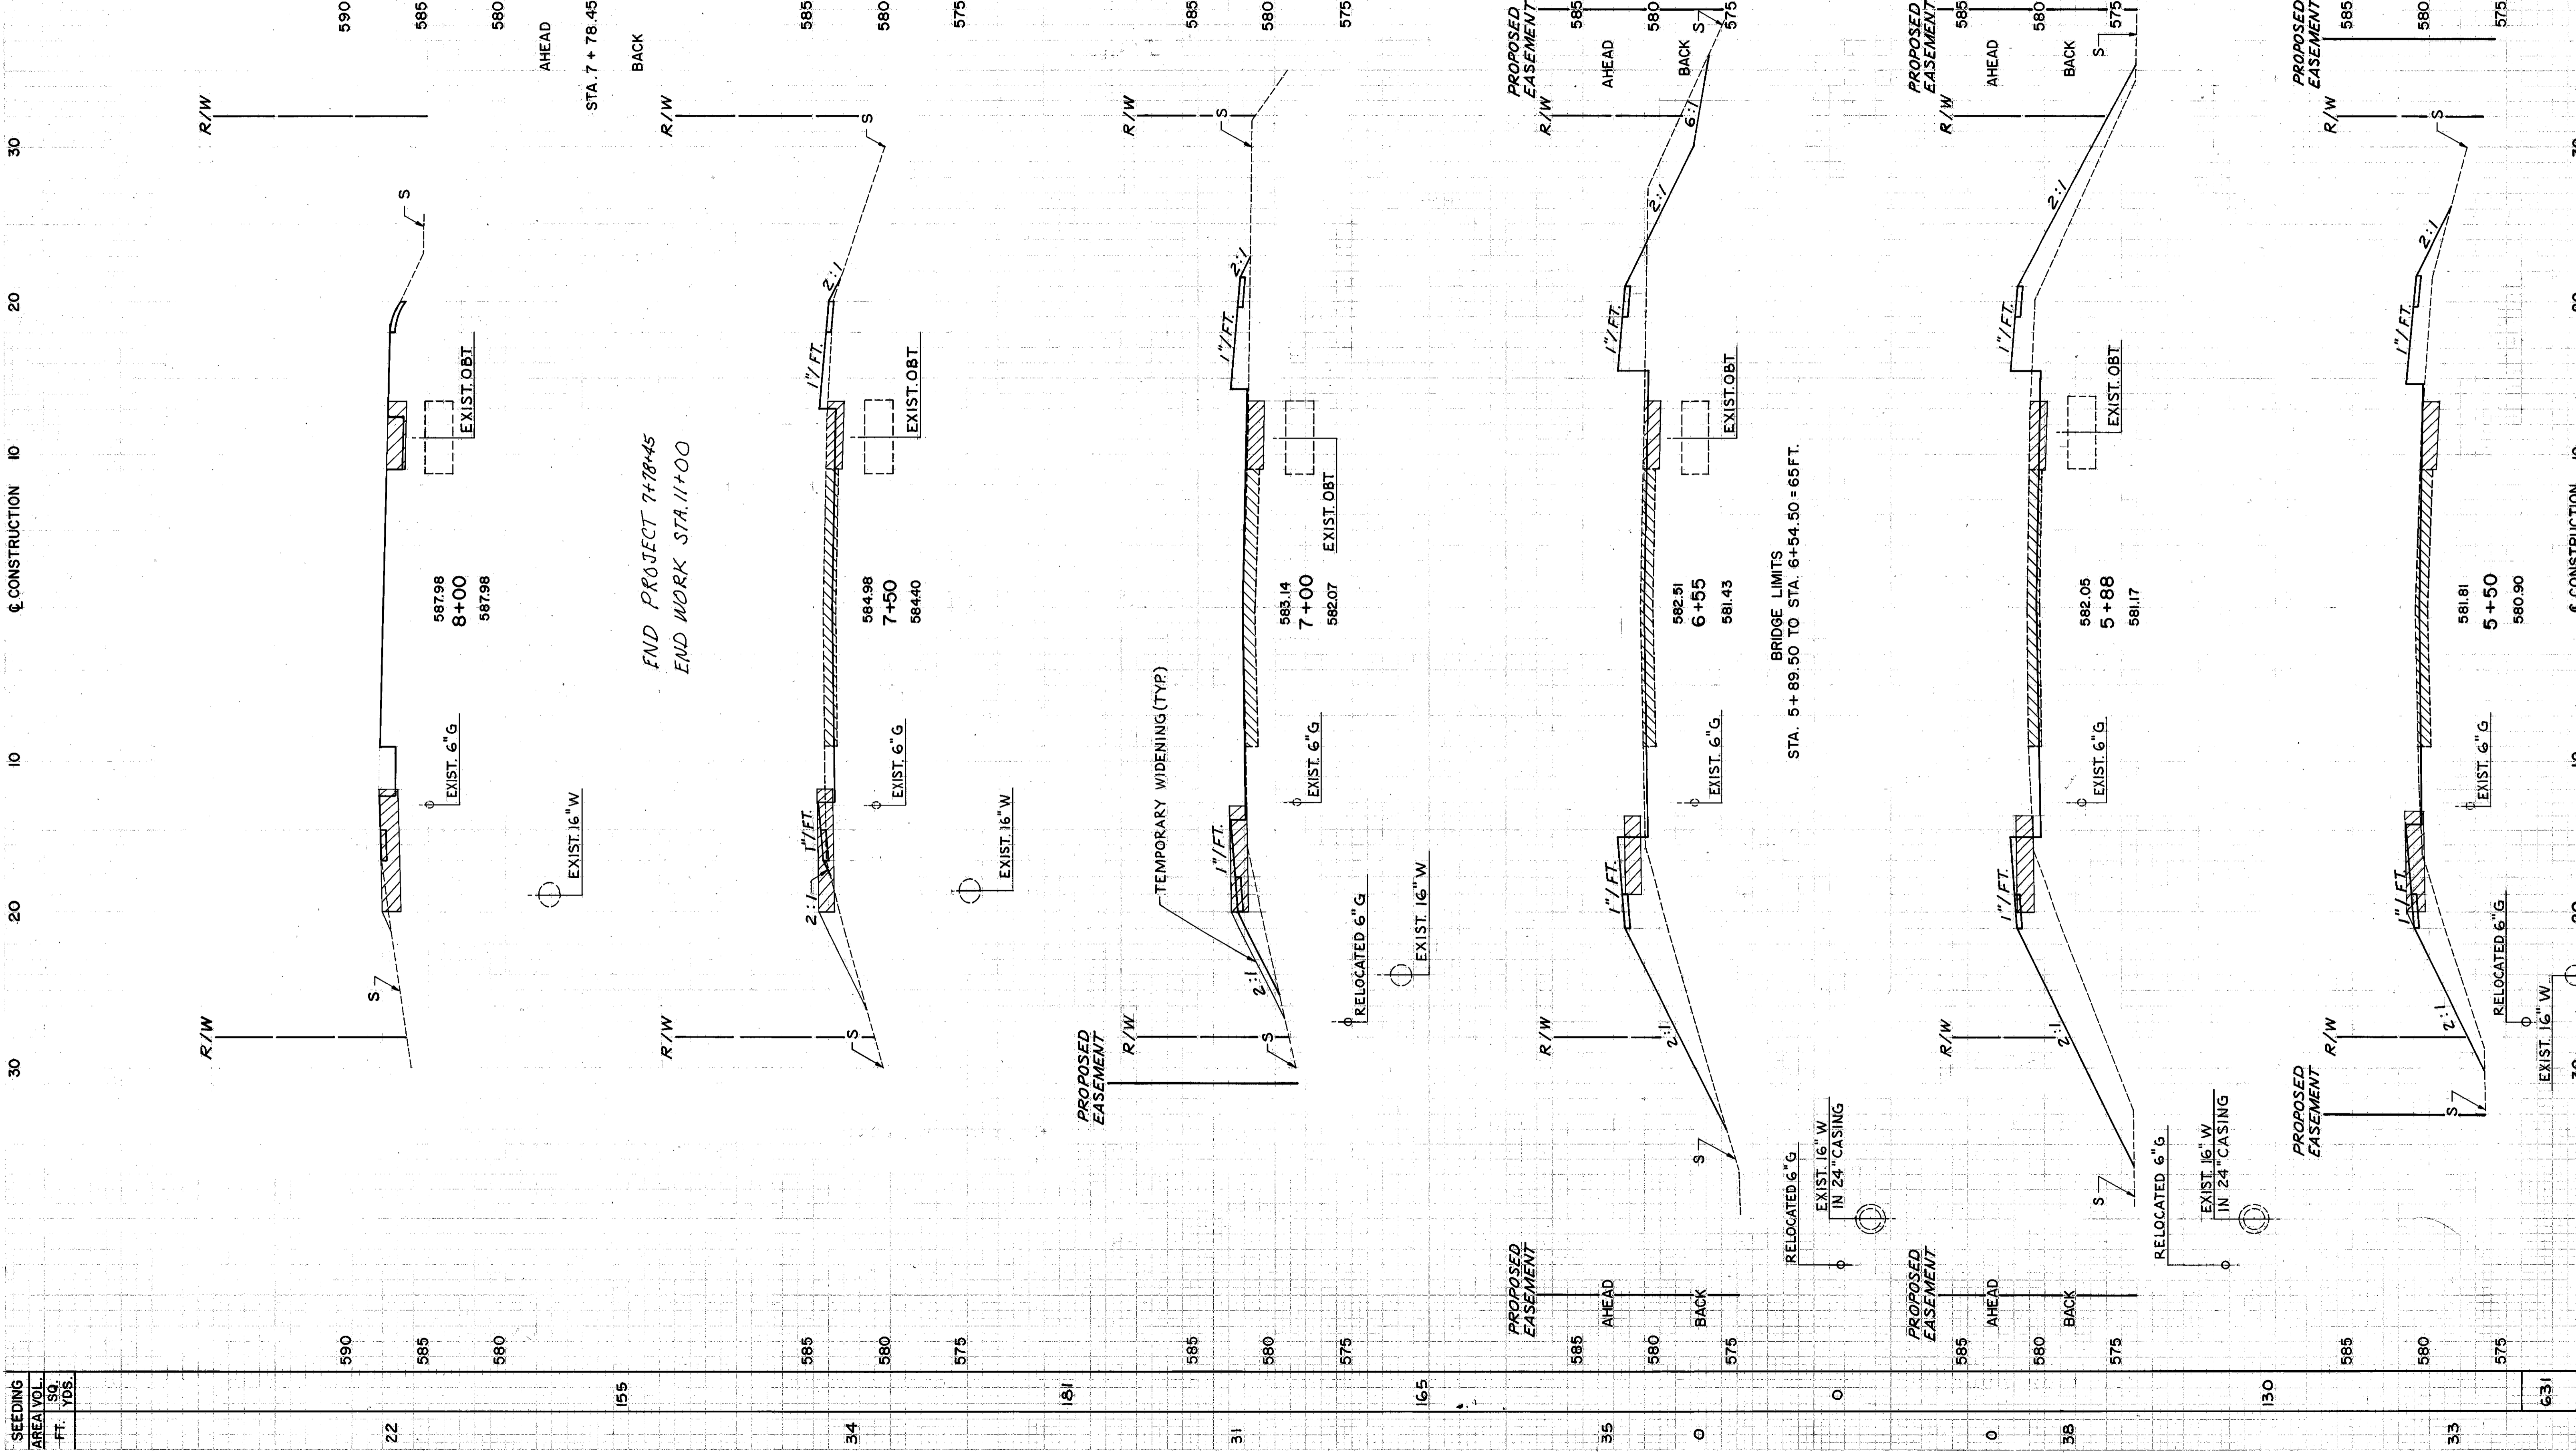 SEEDING
AREA VOL.
FT. SQ. YDS.
22
155
34
181
31
165
35
0
0
0
38
130
33
631
30
20
10
℄ CONSTRUCTION
10
20
30
590
585
580
R/W
S
EXIST. 16" W
EXIST. 6" G
587.98
8+00
587.98
EXIST. OBT
S
R/W
590
585
580
AHEAD
STA. 7 + 78.45
BACK
END PROJECT 7+78.45
END WORK STA. 11+00
585
580
575
R/W
S
2:1
1"/FT.
EXIST. 16" W
EXIST. 6" G
584.98
7+50
584.40
EXIST. OBT
1"/FT.
2:1
S
R/W
585
580
575
585
580
575
PROPOSED
EASEMENT
R/W
S
2:1
1"/FT.
TEMPORARY WIDENING (TYP.)
RELOCATED 6" G
EXIST. 16" W
EXIST. 6" G
583.14
7+00
582.07
EXIST. OBT
1"/FT.
2:1
S
R/W
585
580
575
585
580
575
PROPOSED
EASEMENT
AHEAD
BACK
R/W
S
2:1
1"/FT.
RELOCATED 6" G
EXIST. 16" W
IN 24" CASING
EXIST. 6" G
582.51
6+55
581.43
EXIST. OBT
1"/FT.
2:1
6:1
R/W
PROPOSED
EASEMENT
AHEAD
BACK
S
585
580
575
BRIDGE LIMITS
STA. 5+89.50 TO STA. 6+54.50 = 65 FT.
585
580
575
PROPOSED
EASEMENT
AHEAD
BACK
R/W
S
2:1
1"/FT.
RELOCATED 6" G
EXIST. 16" W
IN 24" CASING
EXIST. 6" G
582.05
5+88
581.17
EXIST. OBT
1"/FT.
2:1
R/W
PROPOSED
EASEMENT
AHEAD
BACK
S
585
580
575
585
580
575
PROPOSED
EASEMENT
R/W
S
2:1
1"/FT.
RELOCATED 6" G
EXIST. 16" W
EXIST. 6" G
581.81
5+50
580.90
1"/FT.
2:1
S
R/W
PROPOSED
EASEMENT
585
580
575
30
20
10
℄ CONSTRUCTION
10
20
30